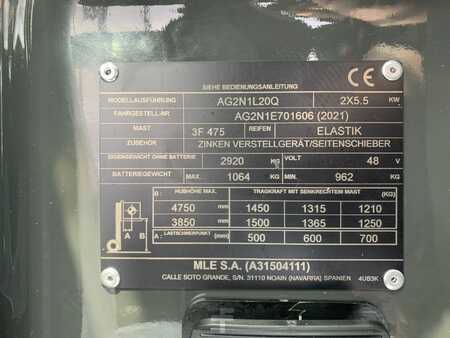 SIEHE BEDIENUNGSANLEITUNG CE
MODELLAUSFÜHRUNG AG2N1L20Q 2X5.5 KW
FAHRGESTELL-NR AG2N1E701606 (2021)
MAST 3F 475 REIFEN ELASTIK
ZUBEHÖR ZINKEN VERSTELLGERÄT/SEITENSCHIEBER
EIGENGEWICHT OHNE BATTERIE 2920 KG VOLT 48 V
BATTERIEGEWICHT MAX. 1064 KG MIN. 962 KG
B: HUBHÖHE MAX. TRAGKRAFT MIT SENKRECHTEM MAST (KG)
4750 mm 1450 1315 1210
3850 mm 1500 1365 1250
A: LASTSCHWERPUNKT (mm) 500 600 700
A B
MLE S.A. (A31504111)
CALLE SOTO GRANDE, S/N. 31110 NOAIN (NAVARRA) SPANIEN 4UB3K